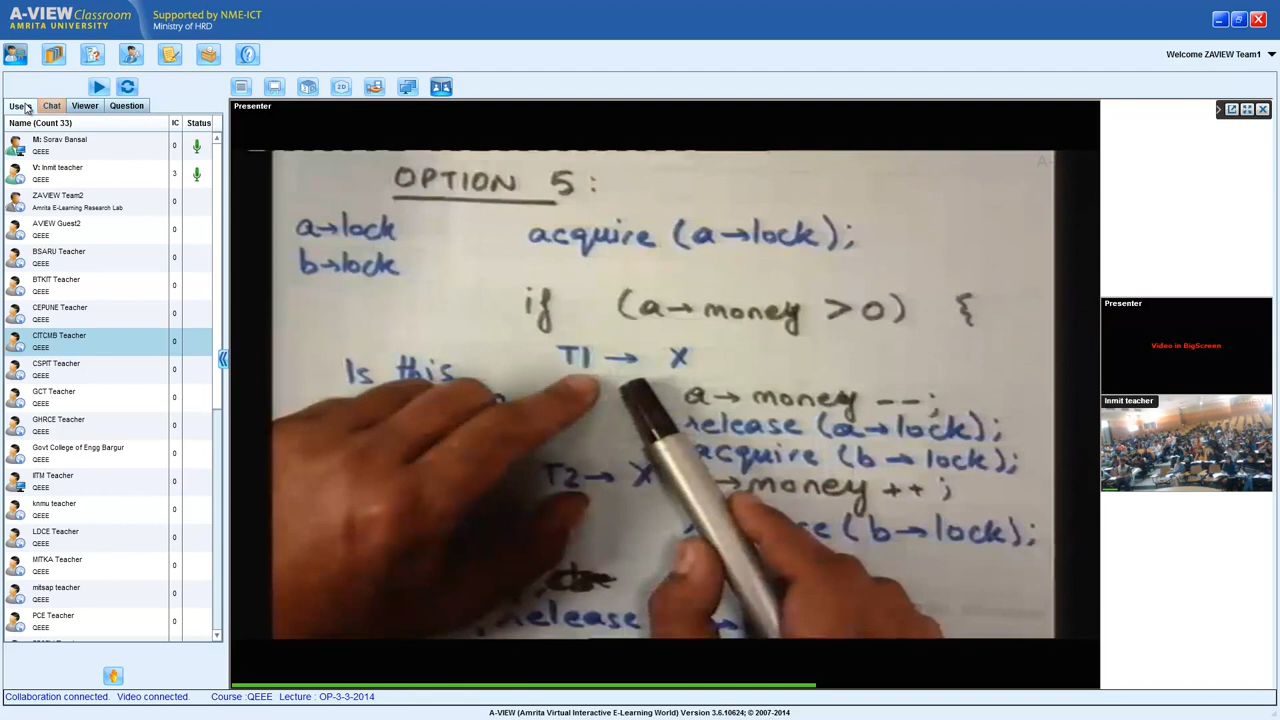 A-VIEW Classroom
AMRITA UNIVERSITY
Supported by NME-ICT
Ministry of HRD
Welcome ZAVIEW Team1
Chat Viewer Question
Name (Count 33) IC Status
M: Sorav Bansal
QEEE
0
V: Inmit teacher
QEEE
3
ZAVIEW Team2
Amrita E-Learning Research Lab
0
AVIEW Guest2
QEEE
0
BSARU Teacher
QEEE
0
BTKIT Teacher
QEEE
0
CEPUNE Teacher
QEEE
0
CITCMB Teacher
QEEE
0
CSPIT Teacher
QEEE
0
GCT Teacher
QEEE
0
GHRCE Teacher
QEEE
0
Govt College of Engg Bargur
QEEE
0
IITM Teacher
QEEE
0
knmu teacher
QEEE
0
LDCE Teacher
QEEE
0
MITKA Teacher
QEEE
0
mitsap teacher
QEEE
0
PCE Teacher
QEEE
0
Presenter
OPTION 5:
a→lock acquire (a→lock);
b→lock
if (a→money >0) {
T1 → X
Is this
a→money --;
release (a→lock);
acquire (b→lock);
T2 → X
→money ++;
(b→lock);
release
Presenter
Video in BigScreen
Inmit teacher
Collaboration connected. Video connected. Course :QEEE Lecture : OP-3-3-2014
A-VIEW (Amrita Virtual Interactive E-Learning World) Version 3.6.10624; © 2007-2014